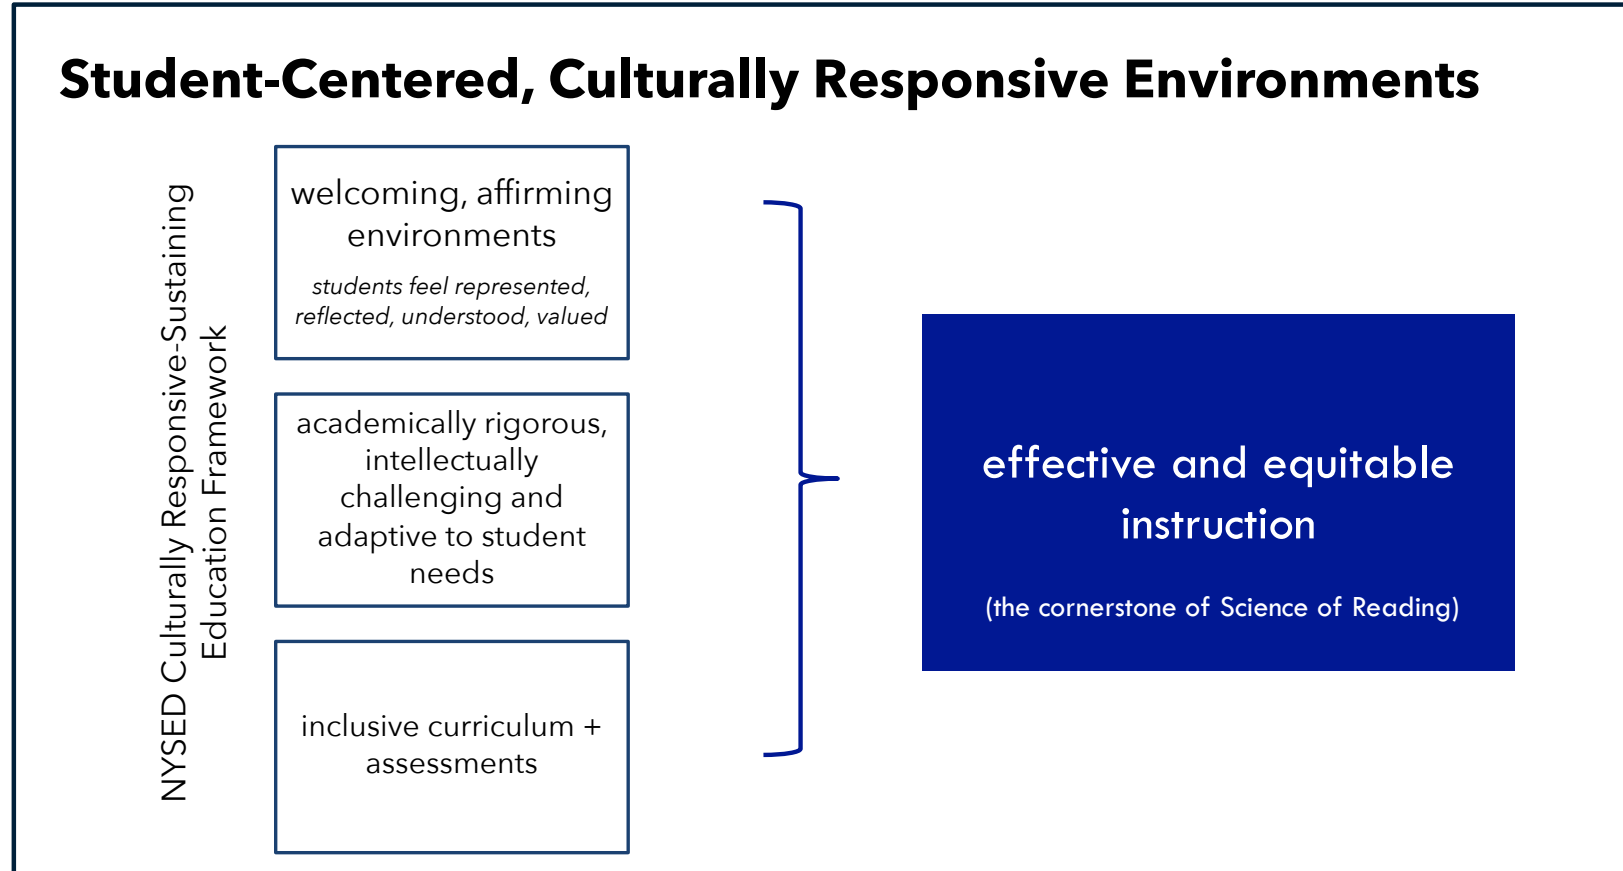 Student-Centered, Culturally Responsive Environments
NYSED Culturally Responsive-Sustaining
Education Framework
welcoming, affirming
environments
students feel represented,
reflected, understood, valued
academically rigorous,
intellectually
challenging and
adaptive to student
needs
inclusive curriculum +
assessments
effective and equitable
instruction
(the cornerstone of Science of Reading)